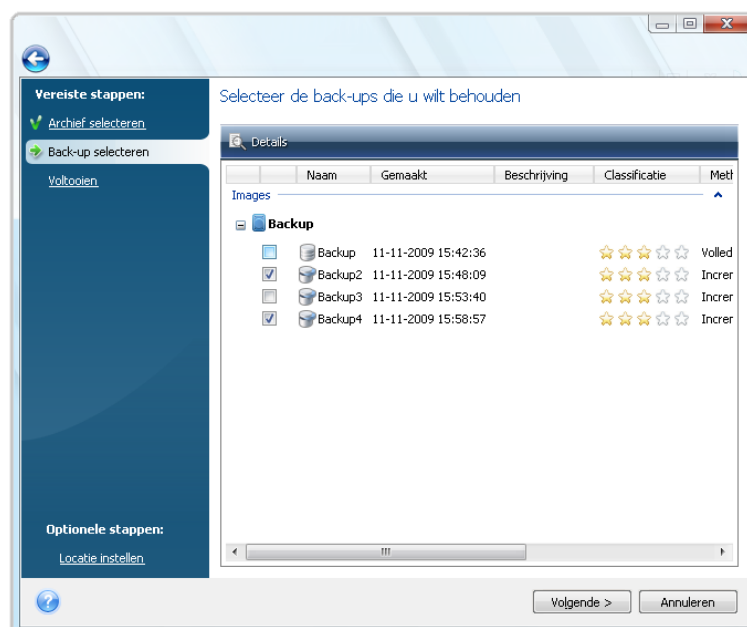 Vereiste stappen:
Archief selecteren
Back-up selecteren
Voltooien
Optionele stappen:
Locatie instellen
Selecteer de back-ups die u wilt behouden
Details
Naam Gemaakt Beschrijving Classificatie Meth
Images
Backup
Backup 11-11-2009 15:42:36 Volled
Backup2 11-11-2009 15:48:09 Increr
Backup3 11-11-2009 15:53:40 Increr
Backup4 11-11-2009 15:58:57 Increr
Volgende > Annuleren